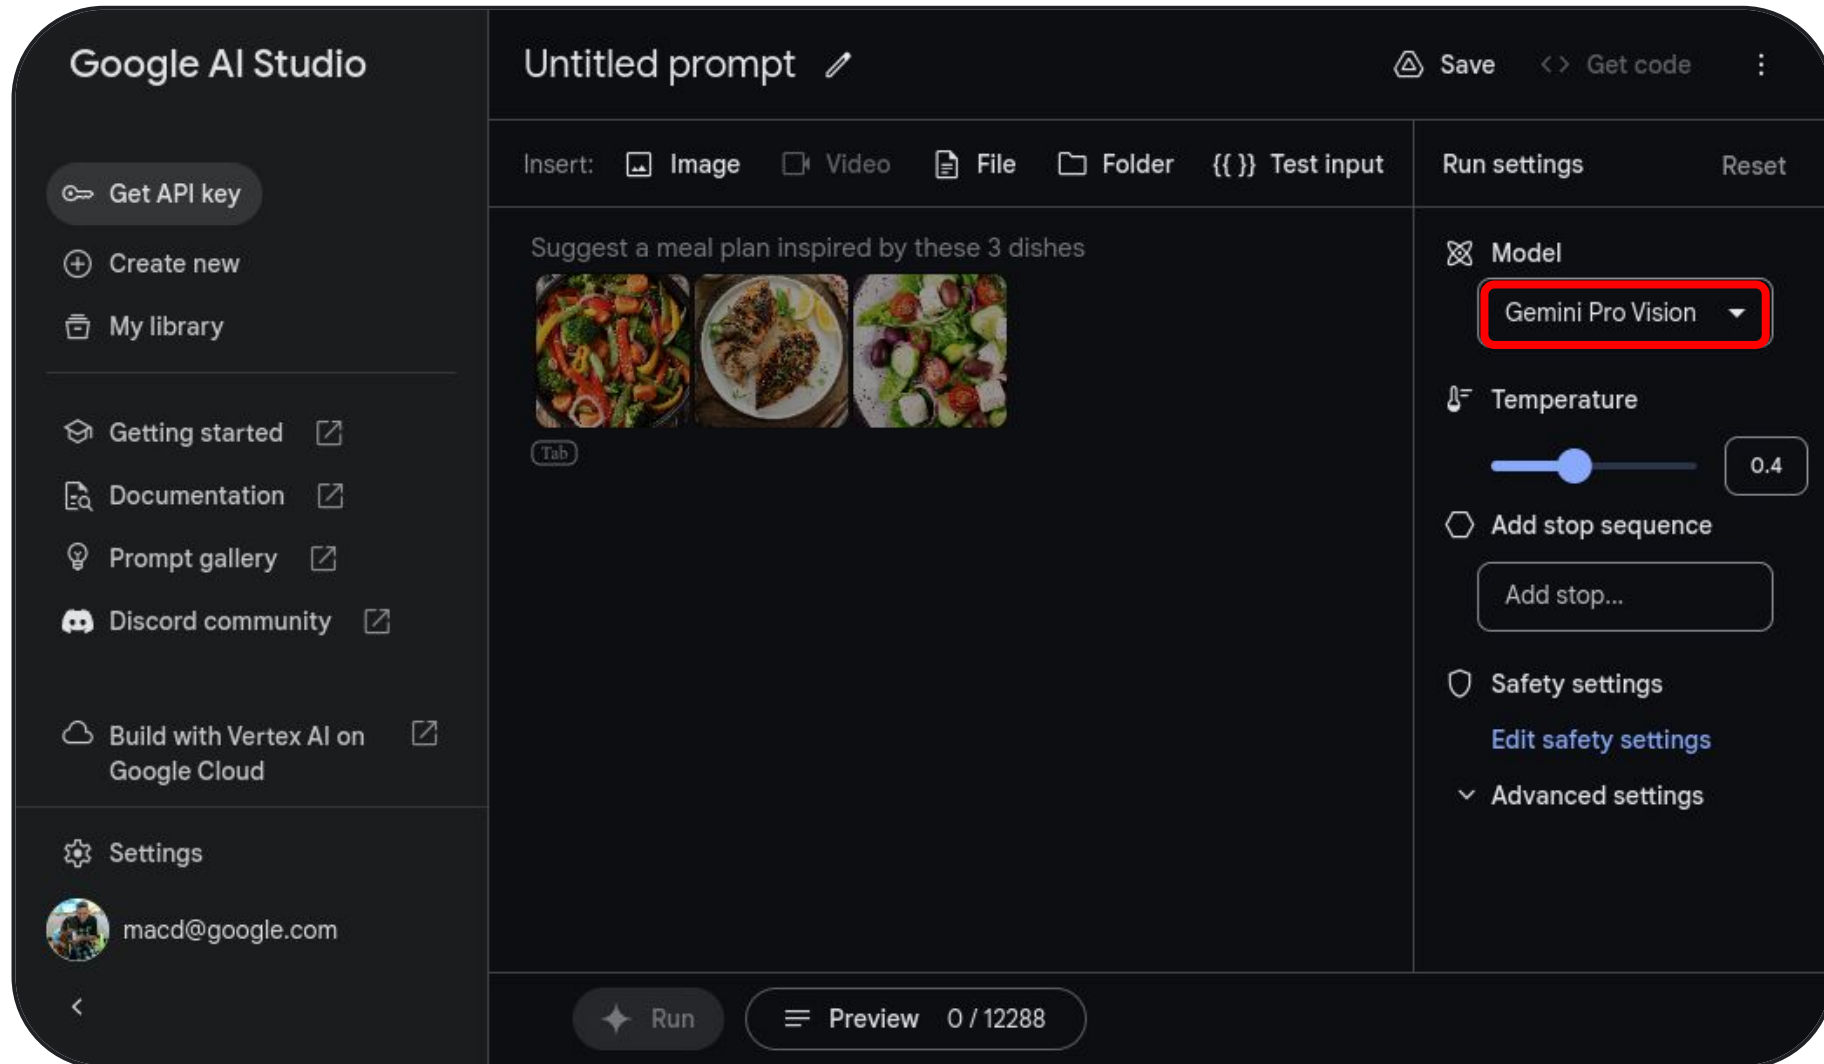 Google AI Studio
Get API key
Create new
My library
Getting started
Documentation
Prompt gallery
Discord community
Build with Vertex AI on
Google Cloud
Settings
macd@google.com
Untitled prompt
Save
<> Get code
Insert: Image Video File Folder {{ }} Test input
Suggest a meal plan inspired by these 3 dishes
Tab
Run
Preview 0 / 12288
Run settings Reset
Model
Gemini Pro Vision
Temperature
0.4
Add stop sequence
Add stop...
Safety settings
Edit safety settings
Advanced settings